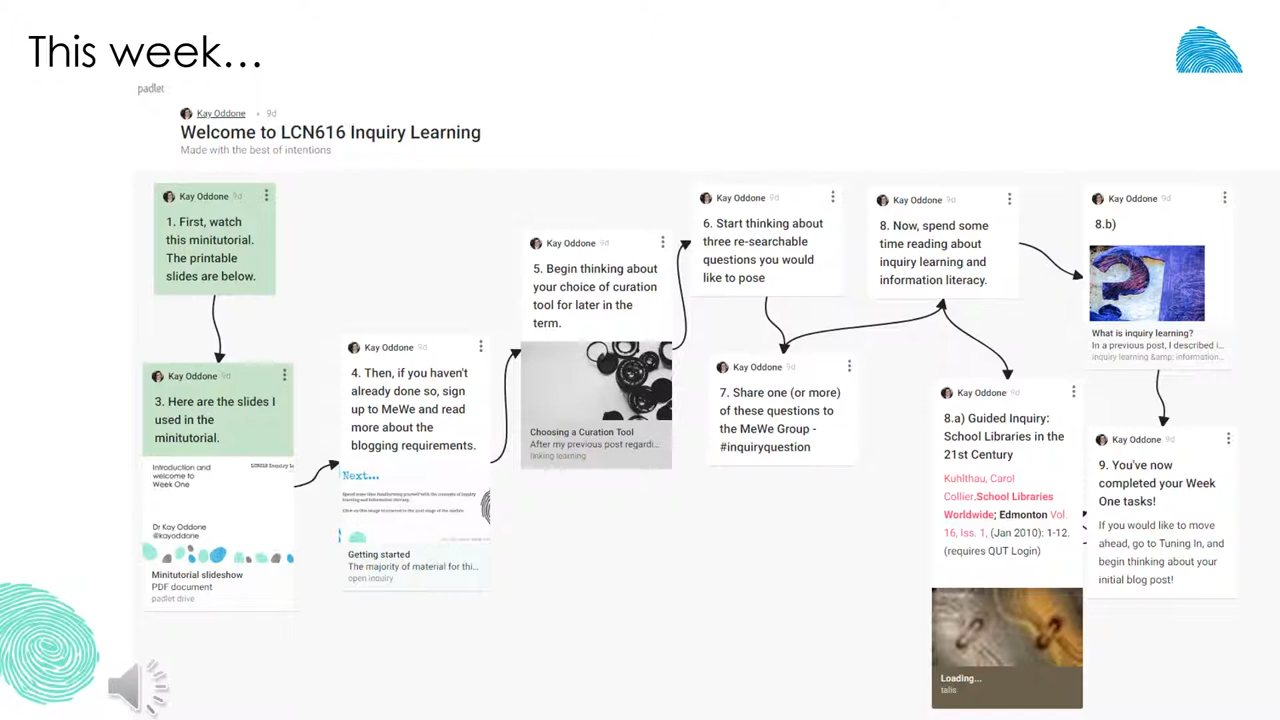 This week…
padlet
Kay Oddone • 9d
Welcome to LCN616 Inquiry Learning
Made with the best of intentions
Kay Oddone 9d
1. First, watch
this minitutorial.
The printable
slides are below.
Kay Oddone 9d
3. Here are the slides I
used in the
minitutorial.
Introduction and
welcome to
Week One
Dr Kay Oddone
@kayoddone
Minitutorial slideshow
PDF document
padlet drive
Kay Oddone 9d
4. Then, if you haven't
already done so, sign
up to MeWe and read
more about the
blogging requirements.
Next...
Getting started
The majority of material for thi...
open inquiry
Kay Oddone 9d
5. Begin thinking about
your choice of curation
tool for later in the
term.
Choosing a Curation Tool
After my previous post regardi...
linking learning
Kay Oddone 9d
6. Start thinking about
three re-searchable
questions you would
like to pose
Kay Oddone 9d
7. Share one (or more)
of these questions to
the MeWe Group -
#inquiryquestion
Kay Oddone 9d
8. Now, spend some
time reading about
inquiry learning and
information literacy.
Kay Oddone 9d
8.a) Guided Inquiry:
School Libraries in the
21st Century
Kuhlthau, Carol
Collier.School Libraries
Worldwide; Edmonton Vol.
16, Iss. 1, (Jan 2010): 1-12.
(requires QUT Login)
Loading...
talis
Kay Oddone 9d
8.b)
What is inquiry learning?
In a previous post, I described i...
inquiry learning &amp; information...
Kay Oddone 9d
9. You've now
completed your Week
One tasks!
If you would like to move
ahead, go to Tuning In, and
begin thinking about your
initial blog post!